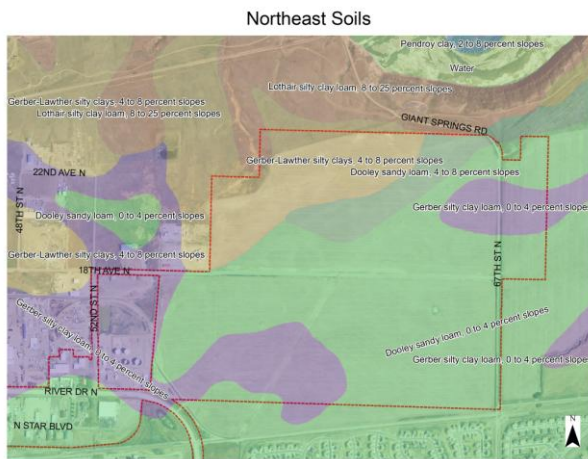 Northeast Soils
Pendroy clay, 2 to 8 percent slopes
Water
Lothair silty clay loam, 8 to 25 percent slopes
Gerber-Lawther silty clays, 4 to 8 percent slopes
Lothair silty clay loam, 8 to 25 percent slopes
GIANT SPRINGS RD
Gerber-Lawther silty clays, 4 to 8 percent slopes
22ND AVE N
Dooley sandy loam, 4 to 8 percent slopes
48TH ST N
Gerber silty clay loam, 0 to 4 percent slopes
Dooley sandy loam, 0 to 4 percent slopes
Gerber-Lawther silty clays, 4 to 8 percent slopes
67TH ST N
18TH AVE N
52ND ST N
Gerber silty clay loam, 0 to 4 percent slopes
Dooley sandy loam, 0 to 4 percent slopes
Gerber silty clay loam, 0 to 4 percent slopes
RIVER DR N
N STAR BLVD
N